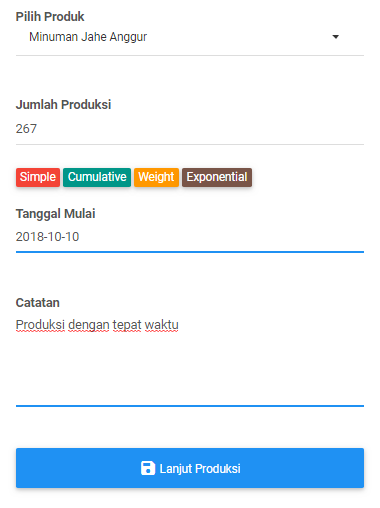 Pilih Produk
Minuman Jahe Anggur
Jumlah Produksi
267
Simple Cumulative Weight Exponential
Tanggal Mulai
2018-10-10
Catatan
Produksi dengan tepat waktu
Lanjut Produksi